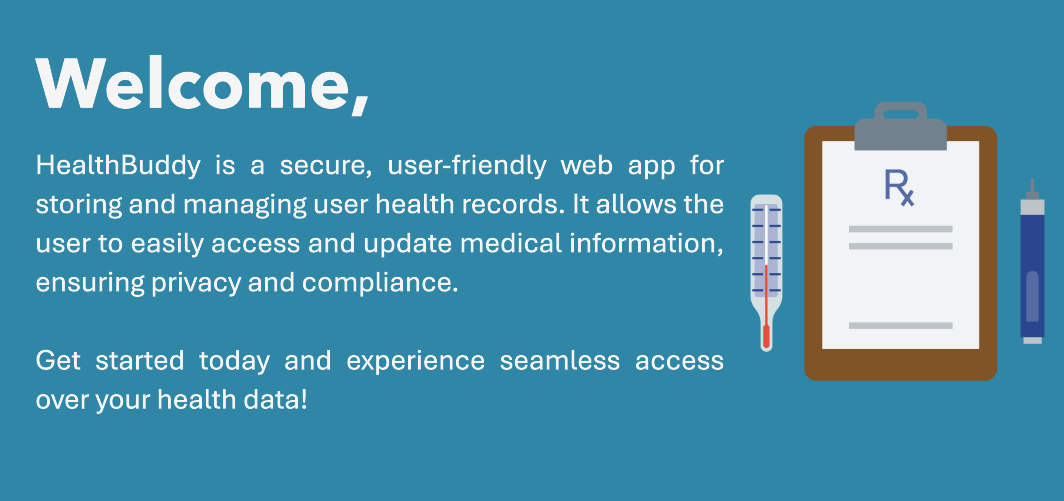 Welcome,
HealthBuddy is a secure, user-friendly web app for
storing and managing user health records. It allows the
user to easily access and update medical information,
ensuring privacy and compliance.
Get started today and experience seamless access
over your health data!
Rx